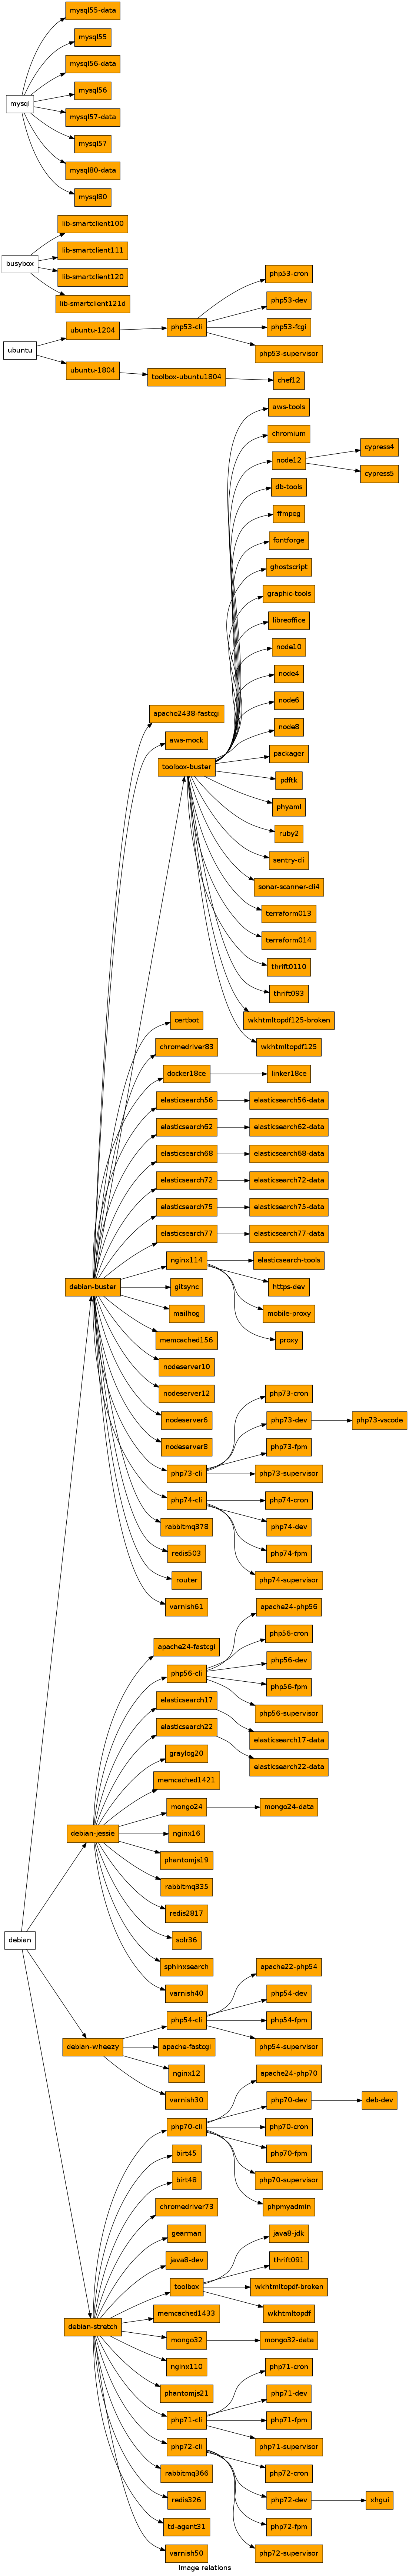 mysql55-data
mysql55
mysql56-data
mysql
mysql56
mysql57-data
mysql57
mysql80-data
mysql80
lib-smartclient100
lib-smartclient111
busybox
lib-smartclient120
lib-smartclient121d
php53-cron
php53-dev
ubuntu-1204
php53-cli
php53-fcgi
ubuntu
php53-supervisor
ubuntu-1804
toolbox-ubuntu1804
chef12
aws-tools
chromium
cypress4
node12
cypress5
db-tools
ffmpeg
fontforge
ghostscript
graphic-tools
libreoffice
node10
node4
node6
apache2438-fastcgi
node8
aws-mock
packager
toolbox-buster
pdftk
phyaml
ruby2
sentry-cli
sonar-scanner-cli4
terraform013
terraform014
thrift0110
thrift093
wkhtmltopdf125-broken
certbot
wkhtmltopdf125
chromedriver83
docker18ce
linker18ce
elasticsearch56
elasticsearch56-data
elasticsearch62
elasticsearch62-data
elasticsearch68
elasticsearch68-data
elasticsearch72
elasticsearch72-data
elasticsearch75
elasticsearch75-data
elasticsearch77
elasticsearch77-data
nginx114
elasticsearch-tools
debian-buster
gitsync
https-dev
mailhog
mobile-proxy
memcached156
proxy
nodeserver10
nodeserver12
php73-cron
nodeserver6
php73-dev
php73-vscode
nodeserver8
php73-fpm
php73-cli
php73-supervisor
php74-cli
php74-cron
rabbitmq378
php74-dev
redis503
php74-fpm
router
php74-supervisor
varnish61
apache24-php56
php56-cron
apache24-fastcgi
php56-dev
php56-cli
php56-fpm
elasticsearch17
php56-supervisor
elasticsearch22
elasticsearch17-data
graylog20
elasticsearch22-data
memcached1421
mongo24
mongo24-data
debian-jessie
nginx16
phantomjs19
rabbitmq335
redis2817
debian
solr36
sphinxsearch
apache22-php54
varnish40
php54-dev
php54-cli
php54-fpm
debian-wheezy
apache-fastcgi
php54-supervisor
nginx12
apache24-php70
varnish30
php70-dev
deb-dev
php70-cli
php70-cron
birt45
php70-fpm
birt48
php70-supervisor
chromedriver73
phpmyadmin
gearman
java8-jdk
java8-dev
thrift091
toolbox
wkhtmltopdf-broken
memcached1433
wkhtmltopdf
debian-stretch
mongo32
mongo32-data
nginx110
php71-cron
phantomjs21
php71-dev
php71-cli
php71-fpm
php72-cli
php71-supervisor
rabbitmq366
php72-cron
redis326
php72-dev
xhgui
td-agent31
php72-fpm
varnish50
php72-supervisor
Image relations